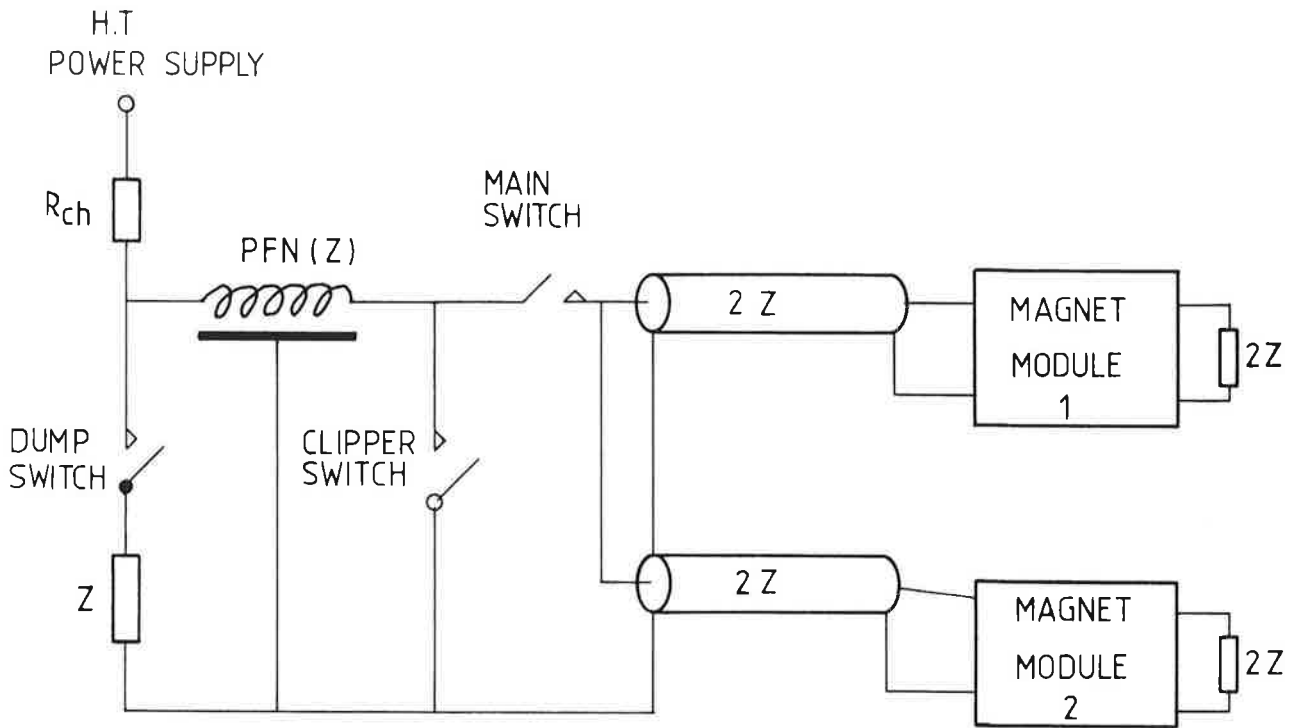 H.T
POWER SUPPLY
Rch
PFN (Z)
MAIN
SWITCH
2 Z
MAGNET
MODULE
1
2Z
DUMP
SWITCH
CLIPPER
SWITCH
Z
2 Z
MAGNET
MODULE
2
2Z